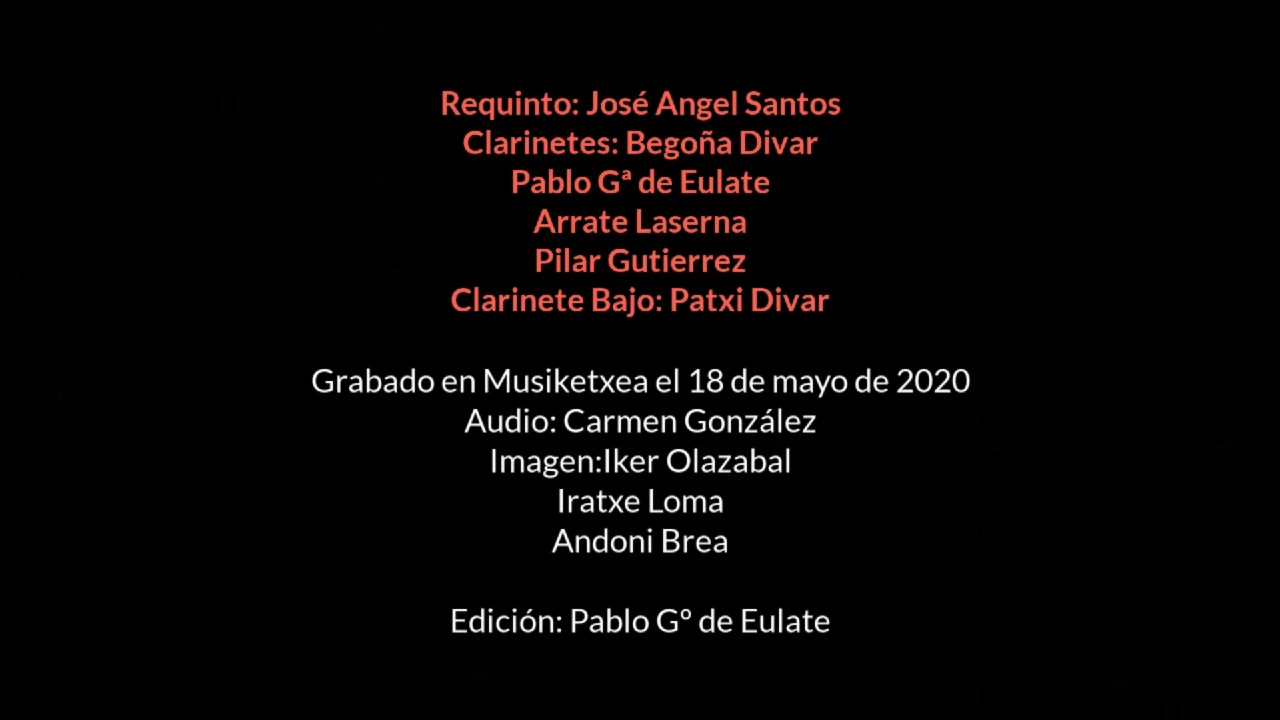 Requinto: José Angel Santos
Clarinetes: Begoña Divar
Pablo Gª de Eulate
Arrate Laserna
Pilar Gutierrez
Clarinete Bajo: Patxi Divar
Grabado en Musiketxea el 18 de mayo de 2020
Audio: Carmen González
Imagen:Iker Olazabal
Iratxe Loma
Andoni Brea
Edición: Pablo Gº de Eulate